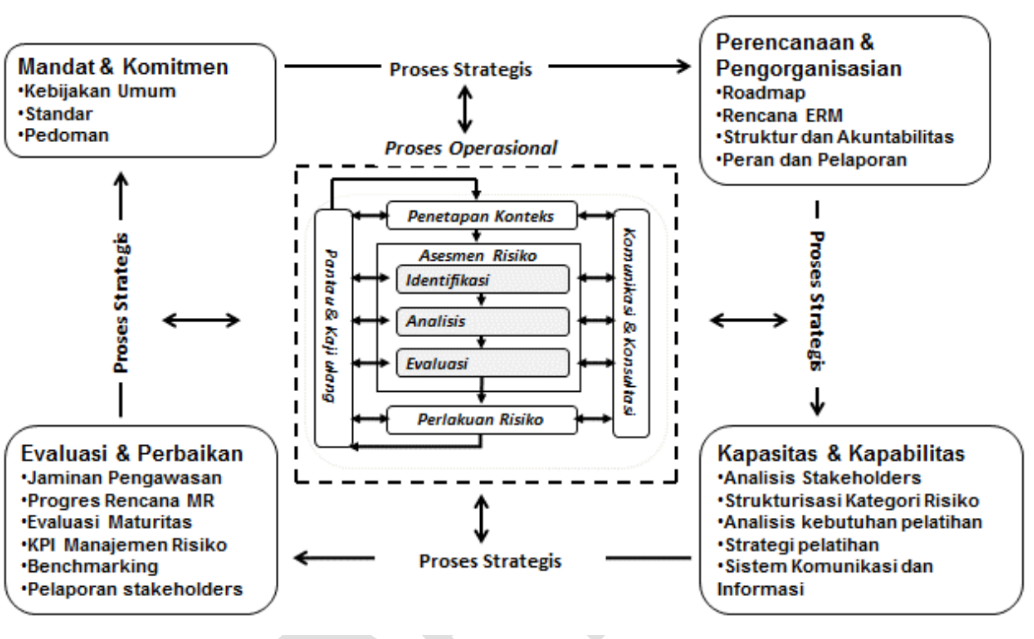 Mandat & Komitmen
•Kebijakan Umum
•Standar
•Pedoman
Proses Strategis
Perencanaan &
Pengorganisasian
•Roadmap
•Rencana ERM
•Struktur dan Akuntabilitas
•Peran dan Pelaporan
Proses Operasional
Penetapan Konteks
Asesmen Risiko
Identifikasi
Analisis
Evaluasi
Perlakuan Risiko
Pantau & Kaji ulang
Komunikasi & Konsultasi
Proses Strategis
Proses Strategis
Evaluasi & Perbaikan
•Jaminan Pengawasan
•Progres Rencana MR
•Evaluasi Maturitas
•KPI Manajemen Risiko
•Benchmarking
•Pelaporan stakeholders
Proses Strategis
Kapasitas & Kapabilitas
•Analisis Stakeholders
•Strukturisasi Kategori Risiko
•Analisis kebutuhan pelatihan
•Strategi pelatihan
•Sistem Komunikasi dan
Informasi